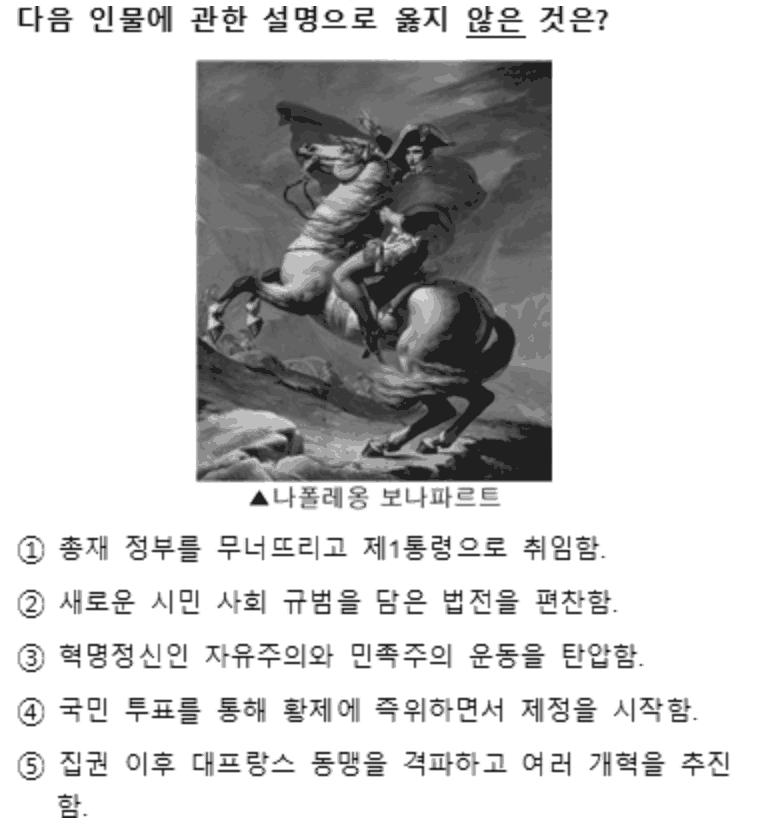 다음 인물에 관한 설명으로 옳지 않은 것은?
▲나폴레옹 보나파르트
① 총재 정부를 무너뜨리고 제1통령으로 취임함.
② 새로운 시민 사회 규범을 담은 법전을 편찬함.
③ 혁명정신인 자유주의와 민족주의 운동을 탄압함.
④ 국민 투표를 통해 황제에 즉위하면서 제정을 시작함.
⑤ 집권 이후 대프랑스 동맹을 격파하고 여러 개혁을 추진
함.